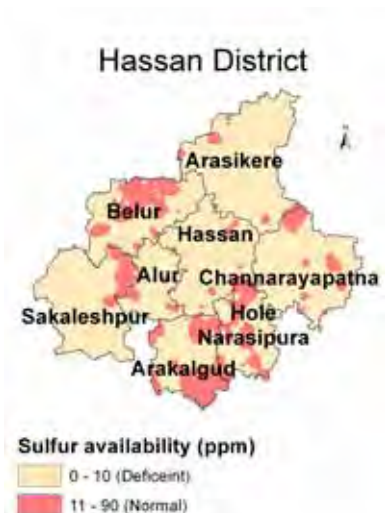 Hassan District
Arasikere
Belur
Hassan
Alur
Channarayapatna
Sakaleshpur
Hole
Narasipura
Arakalgud
Sulfur availability (ppm)
0 - 10 (Deficeint)
11 - 90 (Normal)